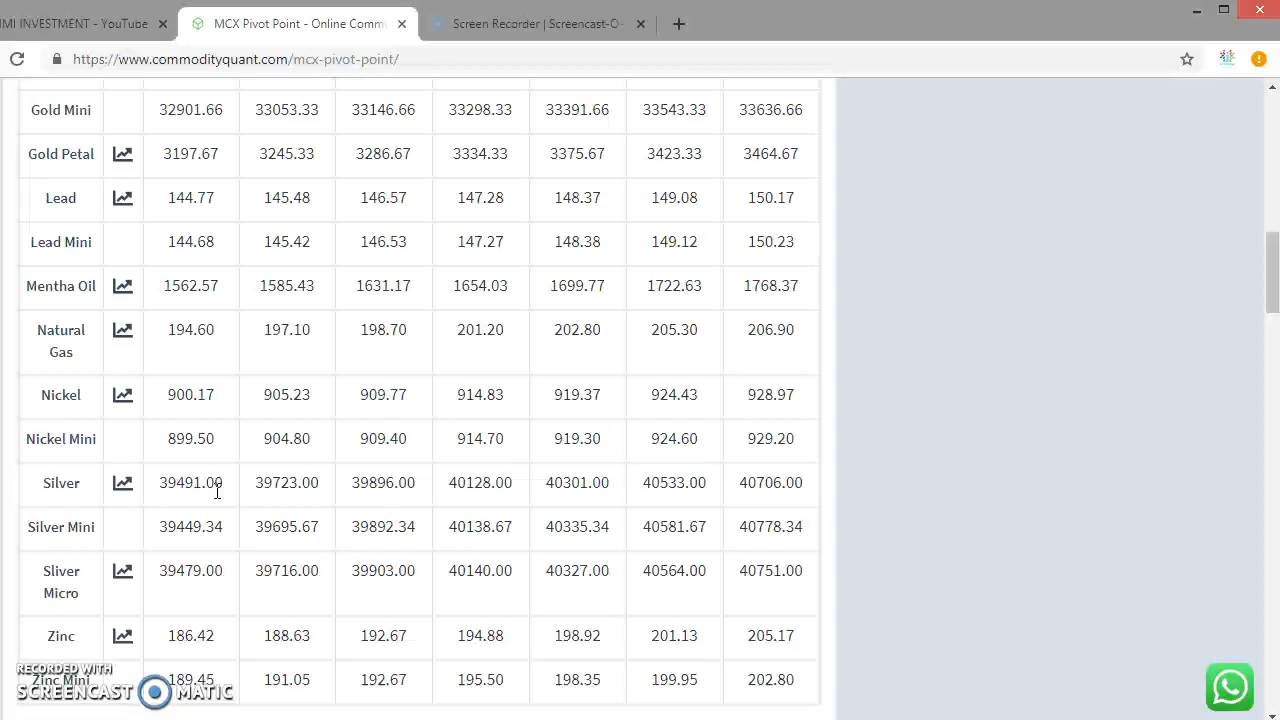 MI INVESTMENT - YouTube
MCX Pivot Point - Online Comm
Screen Recorder | Screencast-O-
https://www.commodityquant.com/mcx-pivot-point/
Gold Mini 32901.66 33053.33 33146.66 33298.33 33391.66 33543.33 33636.66
Gold Petal 3197.67 3245.33 3286.67 3334.33 3375.67 3423.33 3464.67
Lead 144.77 145.48 146.57 147.28 148.37 149.08 150.17
Lead Mini 144.68 145.42 146.53 147.27 148.38 149.12 150.23
Mentha Oil 1562.57 1585.43 1631.17 1654.03 1699.77 1722.63 1768.37
Natural 194.60 197.10 198.70 201.20 202.80 205.30 206.90
Gas
Nickel 900.17 905.23 909.77 914.83 919.37 924.43 928.97
Nickel Mini 899.50 904.80 909.40 914.70 919.30 924.60 929.20
Silver 39491.00 39723.00 39896.00 40128.00 40301.00 40533.00 40706.00
Silver Mini 39449.34 39695.67 39892.34 40138.67 40335.34 40581.67 40778.34
Sliver 39479.00 39716.00 39903.00 40140.00 40327.00 40564.00 40751.00
Micro
Zinc 186.42 188.63 192.67 194.88 198.92 201.13 205.17
Zinc Mini 189.45 191.05 192.67 195.50 198.35 199.95 202.80
RECORDED WITH
SCREENCAST MATIC